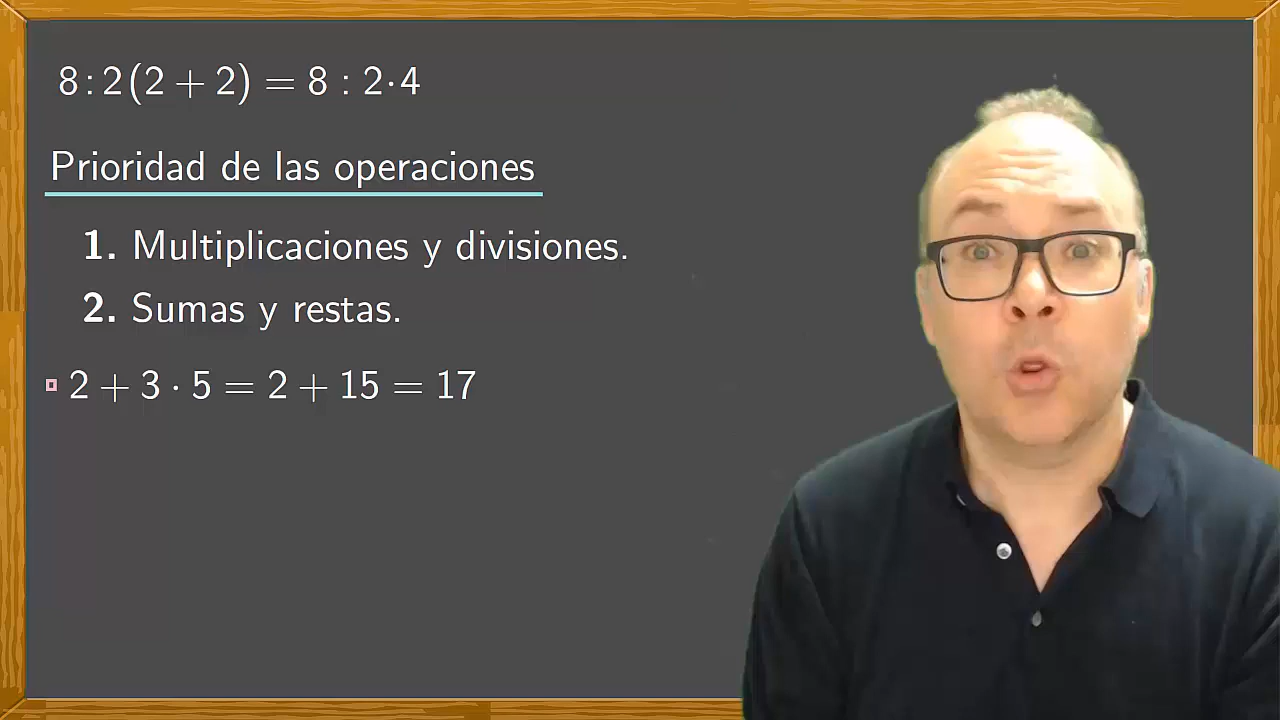 8 : 2(2 + 2) = 8 : 2 · 4
Prioridad de las operaciones
1. Multiplicaciones y divisiones.
2. Sumas y restas.
2 + 3 · 5 = 2 + 15 = 17